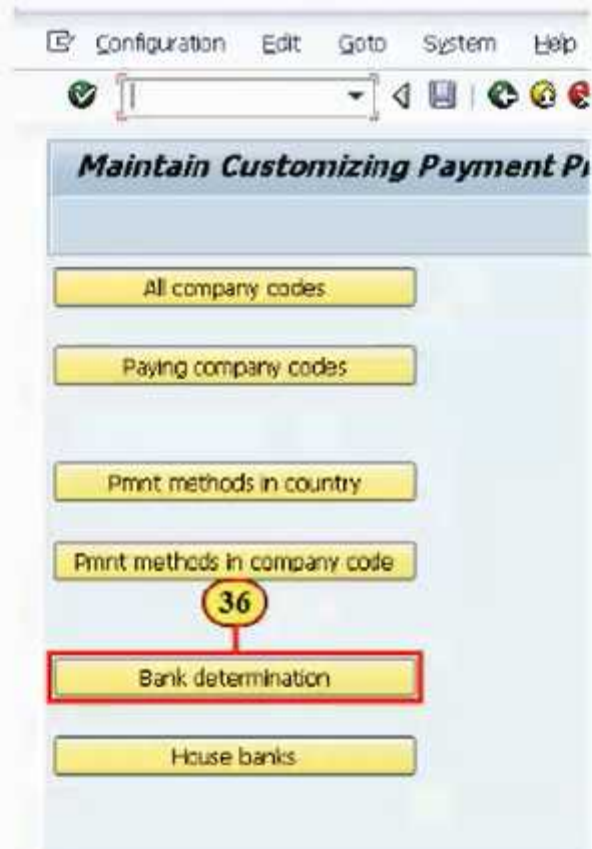 Configuration Edit Goto System Help
Maintain Customizing Payment Pr
All company codes
Paying company codes
Pmnt methods in country
Pmnt methods in company code
36
Bank determination
House banks